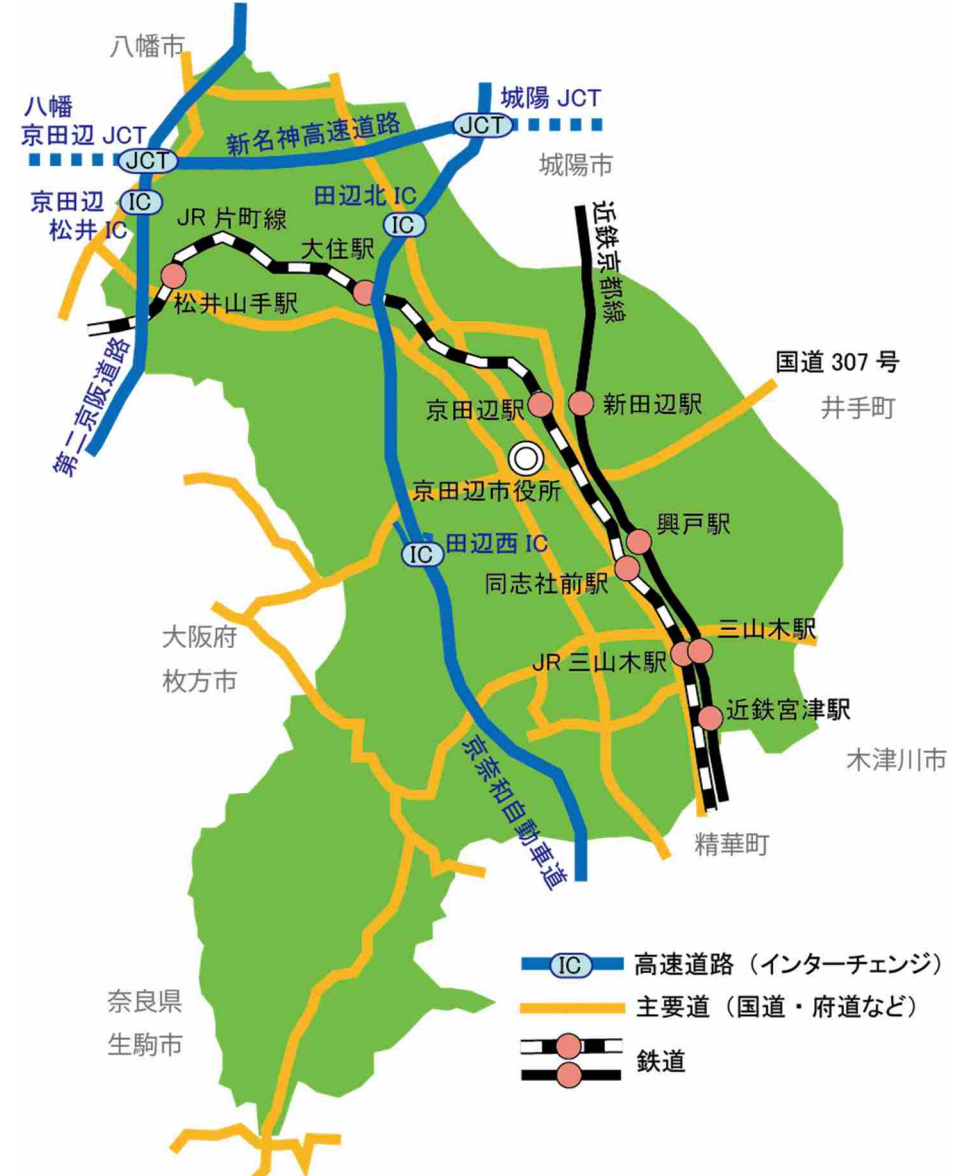 八幡市
八幡
京田辺 JCT
JCT
新名神高速道路
城陽 JCT
JCT
城陽市
京田辺
松井 IC
IC
田辺北 IC
IC
JR 片町線
大住駅
近鉄京都線
松井山手駅
第二京阪道路
国道 307 号
井手町
京田辺駅
新田辺駅
京田辺市役所
興戸駅
田辺西 IC
IC
同志社前駅
大阪府
枚方市
三山木駅
JR 三山木駅
近鉄宮津駅
木津川市
京奈和自動車道
精華町
奈良県
生駒市
IC
高速道路（インターチェンジ）
主要道（国道・府道など）
鉄道